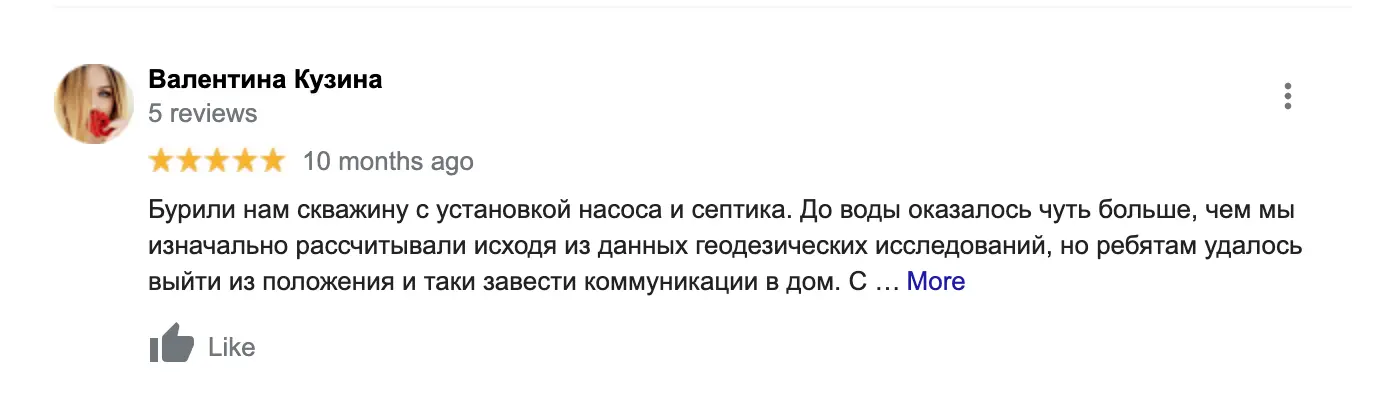 Валентина Кузина
5 reviews
10 months ago
Бурили нам скважину с установкой насоса и септика. До воды оказалось чуть больше, чем мы
изначально рассчитывали исходя из данных геодезических исследований, но ребятам удалось
выйти из положения и таки завести коммуникации в дом. С … More
Like